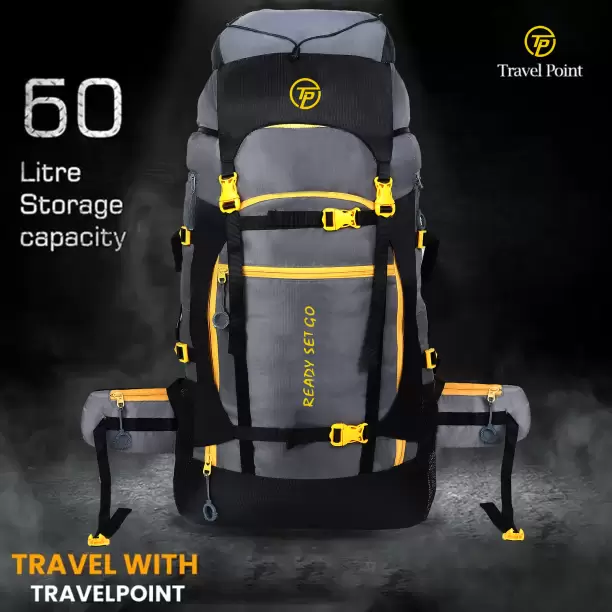 TP
Travel Point
TP
60
Litre
Storage
capacity
READY SET GO
TRAVEL WITH
TRAVELPOINT